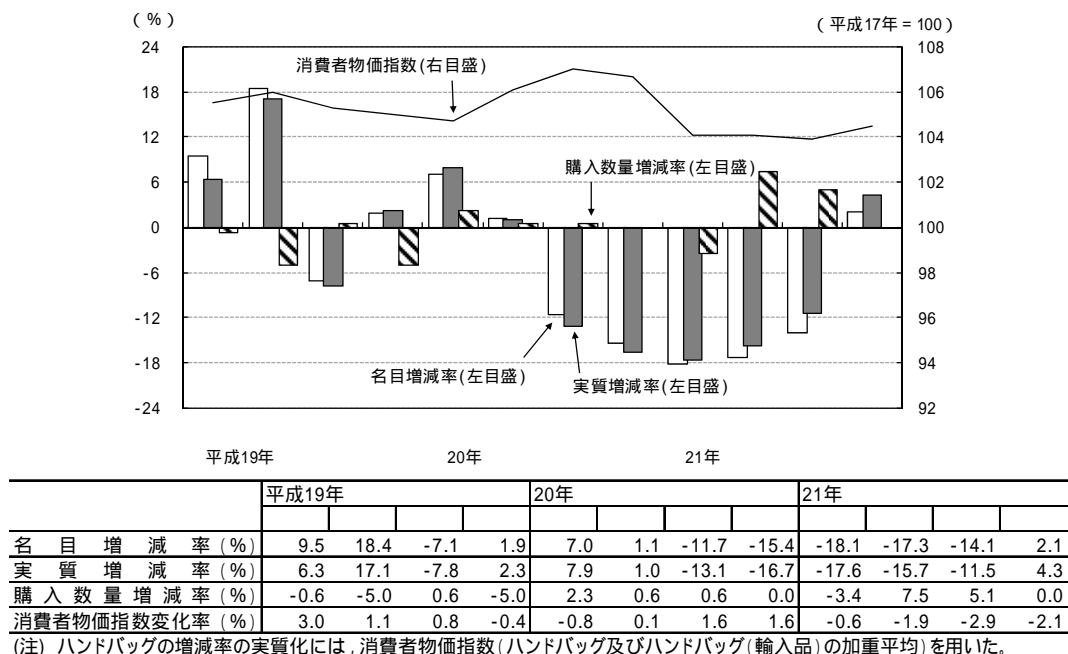 (%)
(平成17年=100)
24
18
12
6
0
-6
-12
-18
-24
108
106
104
102
100
98
96
94
92
消費者物価指数(右目盛)
購入数量増減率(左目盛)
名目増減率(左目盛)
実質増減率(左目盛)
平成19年 20年 21年
平成19年 20年 21年
名目増減率(%) 9.5 18.4 -7.1 1.9 7.0 1.1 -11.7 -15.4 -18.1 -17.3 -14.1 2.1
実質増減率(%) 6.3 17.1 -7.8 2.3 7.9 1.0 -13.1 -16.7 -17.6 -15.7 -11.5 4.3
購入数量増減率(%) -0.6 -5.0 0.6 -5.0 2.3 0.6 0.6 0.0 -3.4 7.5 5.1 0.0
消費者物価指数変化率(%) 3.0 1.1 0.8 -0.4 -0.8 0.1 1.6 1.6 -0.6 -1.9 -2.9 -2.1
(注) ハンドバッグの増減率の実質化には,消費者物価指数(ハンドバッグ及びハンドバッグ(輸入品)の加重平均)を用いた。